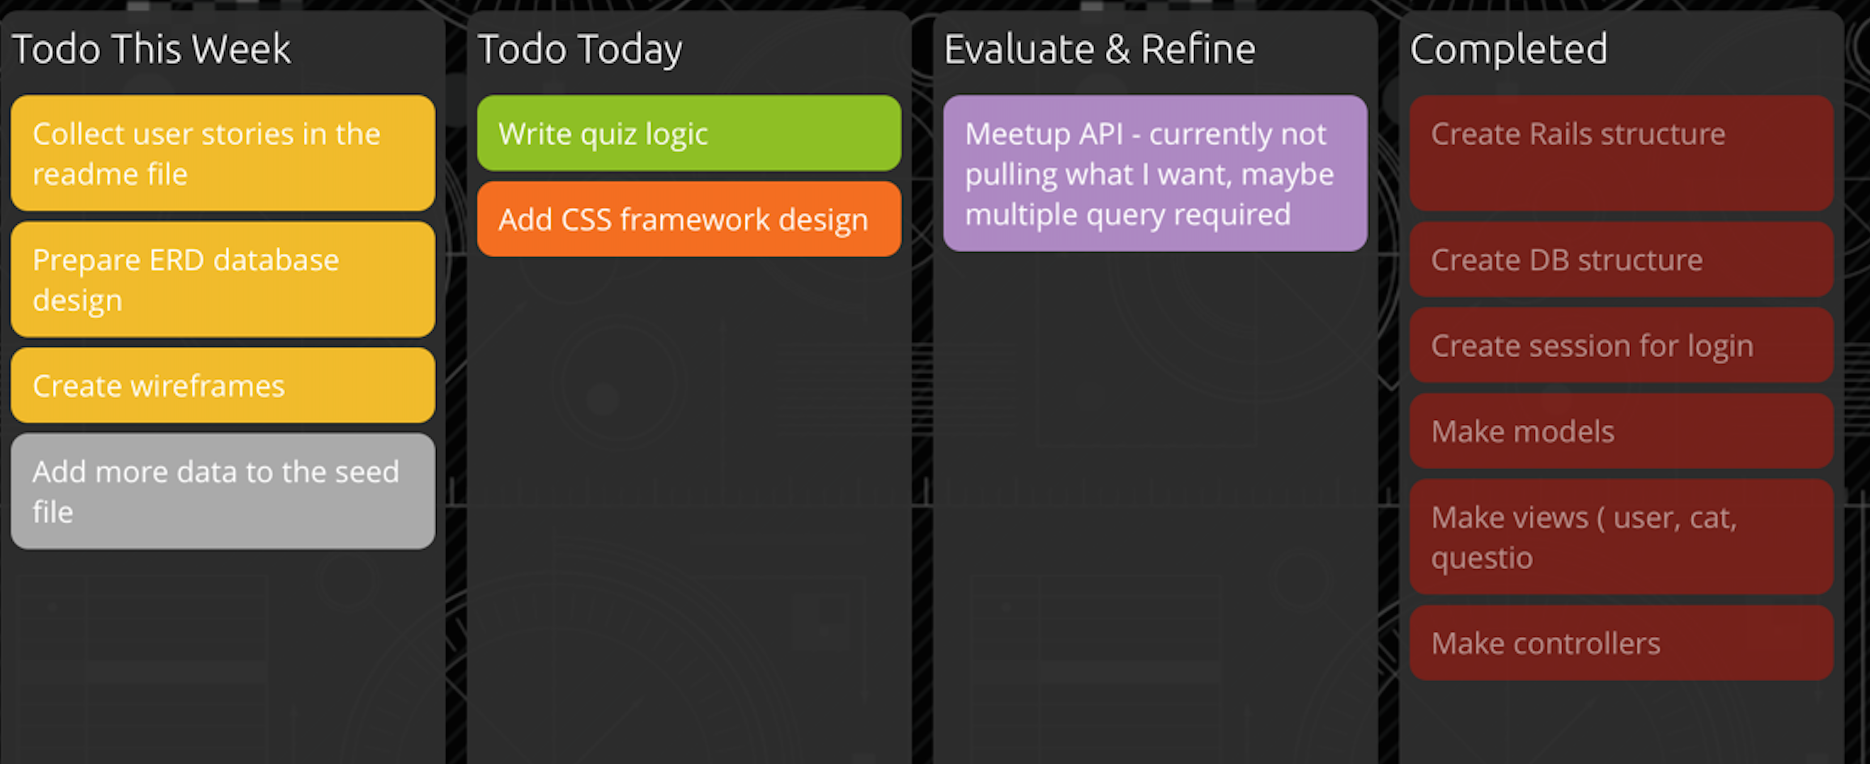 Todo This Week
Collect user stories in the
readme file
Prepare ERD database
design
Create wireframes
Add more data to the seed
file
Todo Today
Write quiz logic
Add CSS framework design
Evaluate & Refine
Meetup API - currently not
pulling what I want, maybe
multiple query required
Completed
Create Rails structure
Create DB structure
Create session for login
Make models
Make views ( user, cat,
questio
Make controllers